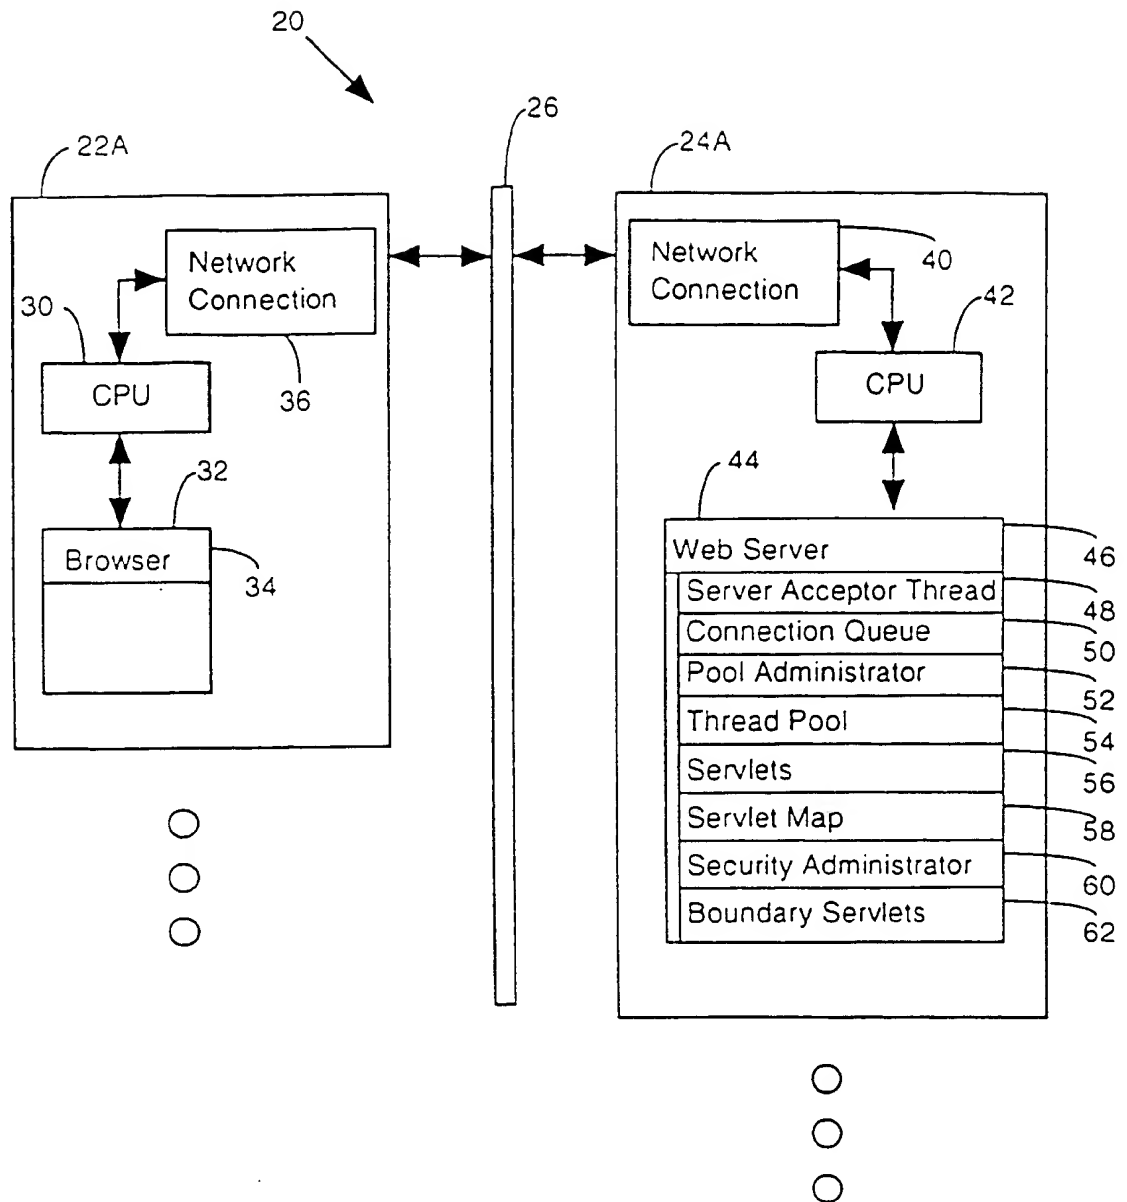 20
26
22A
24A
Network
Connection
36
30
CPU
32
Browser
34
Network
Connection
40
42
CPU
44
Web Server
46
Server Acceptor Thread
48
Connection Queue
50
Pool Administrator
52
Thread Pool
54
Servlets
56
Servlet Map
58
Security Administrator
60
Boundary Servlets
62